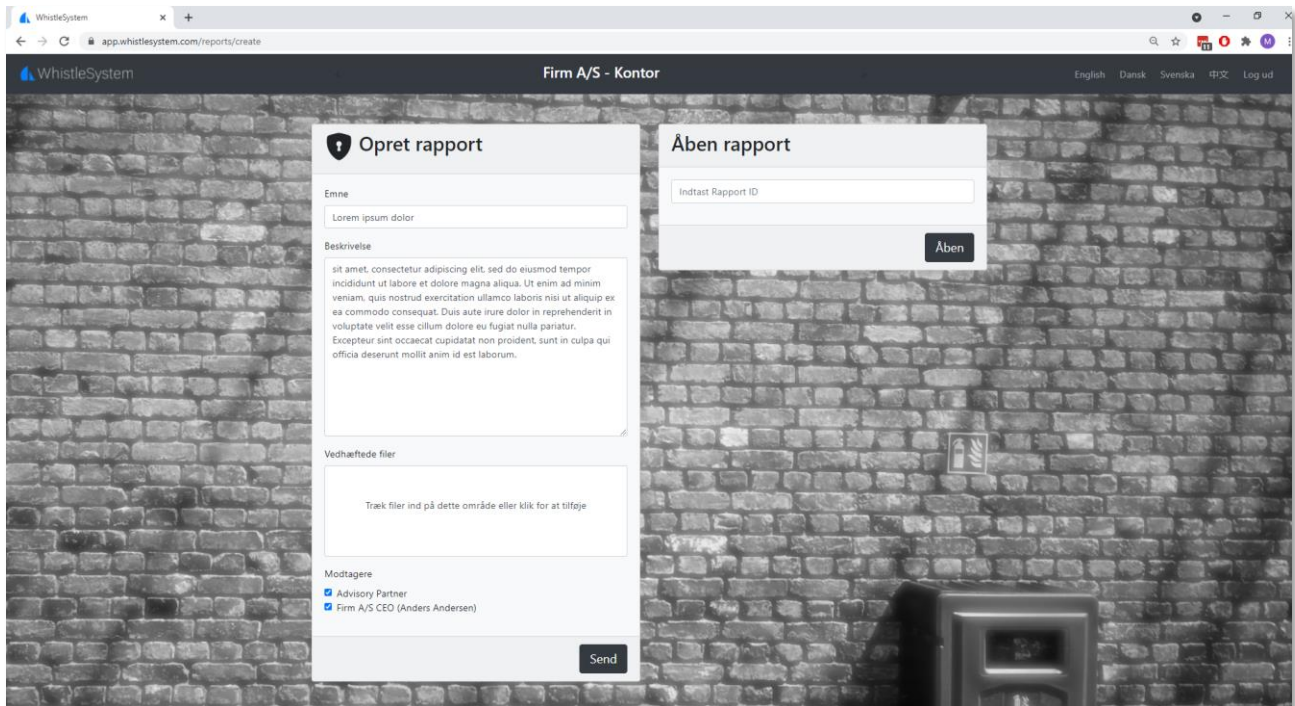 WhistleSystem
app.whistlesystem.com/reports/create
M
WhistleSystem
Firm A/S - Kontor
English Dansk Svenska 中文 Log ud
Opret rapport
Emne
Lorem ipsum dolor
Beskrivelse
sit amet, consectetur adipiscing elit, sed do eiusmod tempor
incididunt ut labore et dolore magna aliqua. Ut enim ad minim
veniam, quis nostrud exercitation ullamco laboris nisi ut aliquip ex
ea commodo consequat. Duis aute irure dolor in reprehenderit in
voluptate velit esse cillum dolore eu fugiat nulla pariatur.
Excepteur sint occaecat cupidatat non proident, sunt in culpa qui
officia deserunt mollit anim id est laborum.
Vedhæftede filer
Træk filer ind på dette område eller klik for at tilføje
Modtagere
Advisory Partner
Firm A/S CEO (Anders Andersen)
Send
Åben rapport
Indtast Rapport ID
Åben